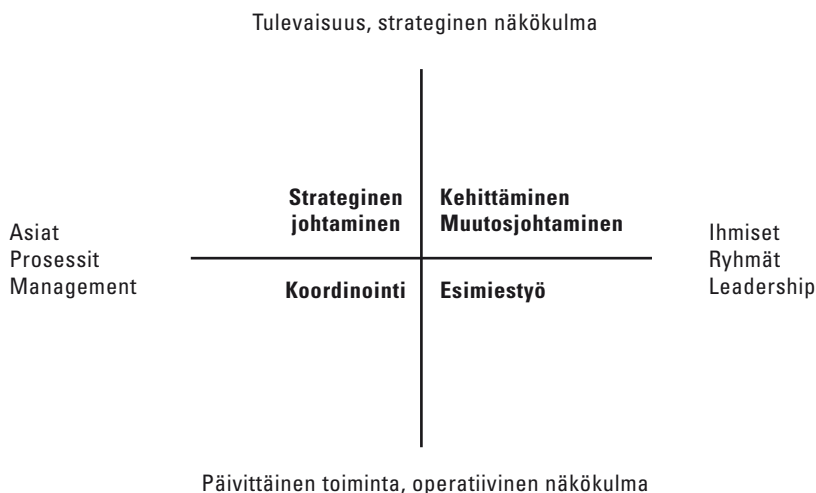 Tulevaisuus, strateginen näkökulma
Strateginen
johtaminen
Kehittäminen
Muutosjohtaminen
Asiat
Prosessit
Management
Ihmiset
Ryhmät
Leadership
Koordinointi
Esimiestyö
Päivittäinen toiminta, operatiivinen näkökulma